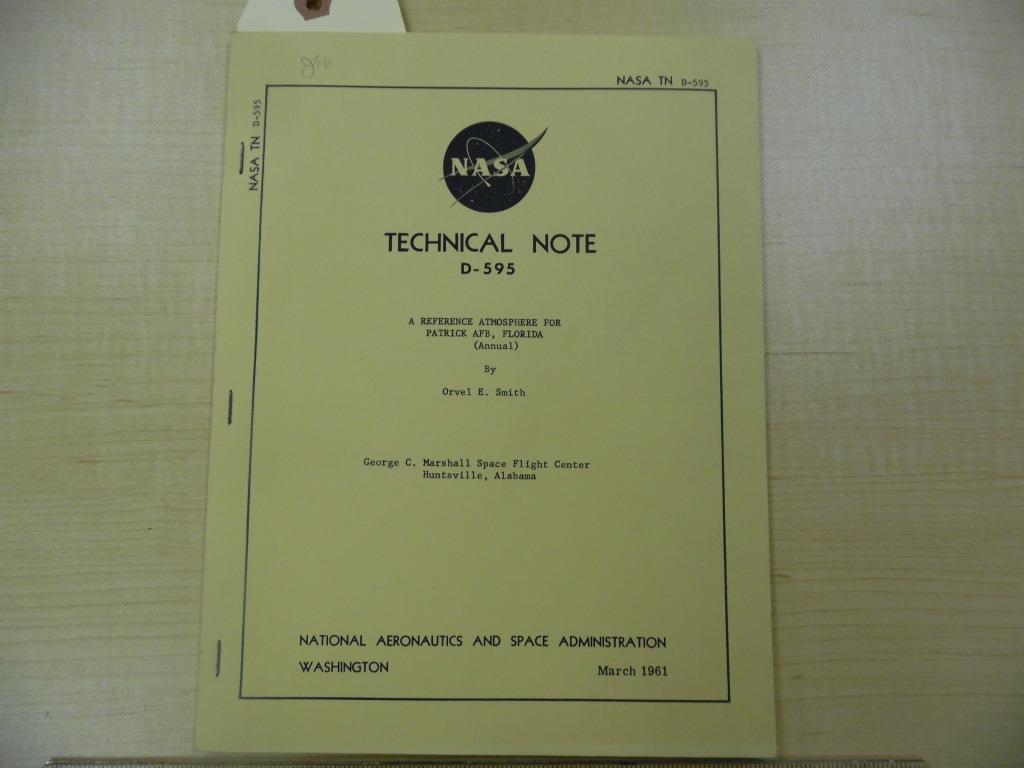 NASA TN D-595
NASA TN D-595
NASA
TECHNICAL NOTE
D-595
A REFERENCE ATMOSPHERE FOR
PATRICK AFB, FLORIDA
(Annual)
By
Orvel E. Smith
George C. Marshall Space Flight Center
Huntsville, Alabama
NATIONAL AERONAUTICS AND SPACE ADMINISTRATION
WASHINGTON
March 1961